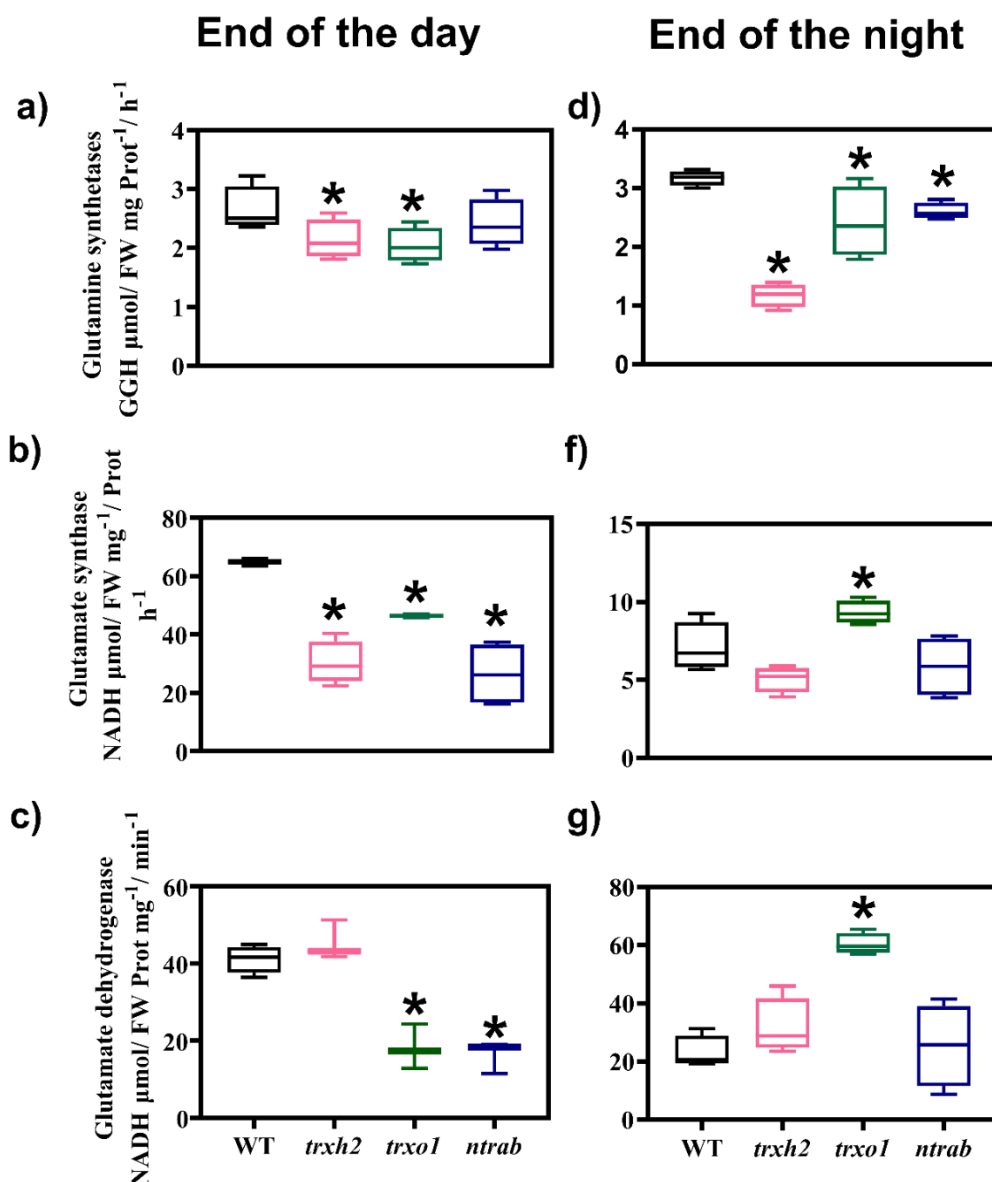 End of the day
End of the night
a)
Glutamine synthetases
GGH µmol/ FW mg Prot⁻¹/ h⁻¹
4
3
2
1
0
*
*
d)
4
3
2
1
0
*
*
*
b)
Glutamate synthase
NADH µmol/ FW mg⁻¹/ Prot
h⁻¹
80
60
40
20
0
*
*
*
f)
15
10
5
0
*
c)
Glutamate dehydrogenase
NADH µmol/ FW Prot mg⁻¹/ min⁻¹
60
40
20
0
*
*
WT trxh2 trxo1 ntrab
g)
80
60
40
20
0
*
WT trxh2 trxo1 ntrab